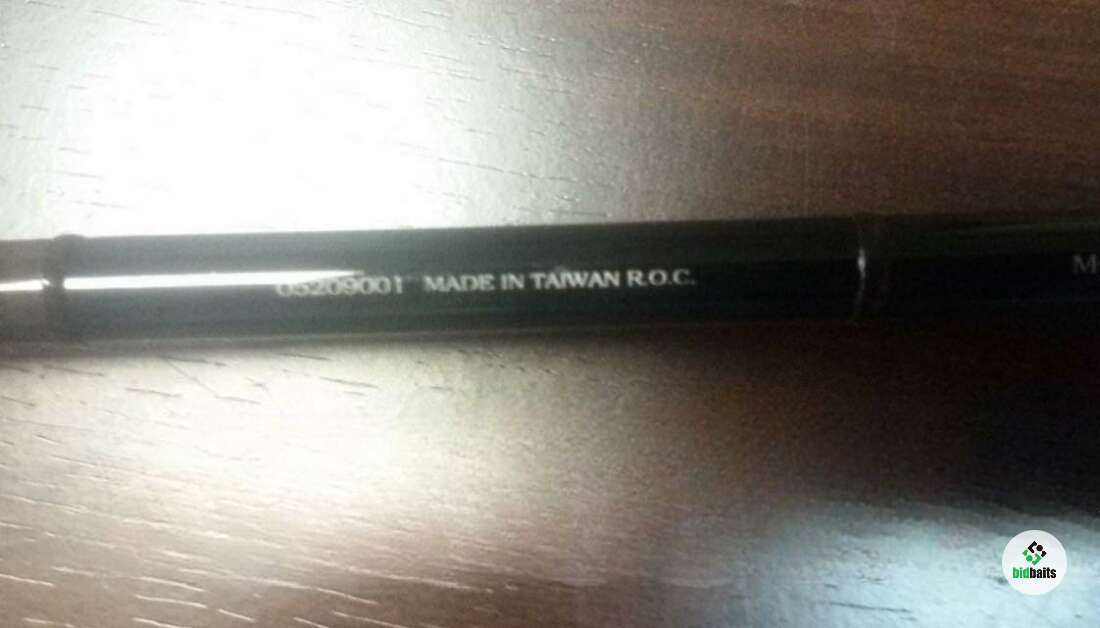 05209001 MADE IN TAIWAN R.O.C. M
bidbaits